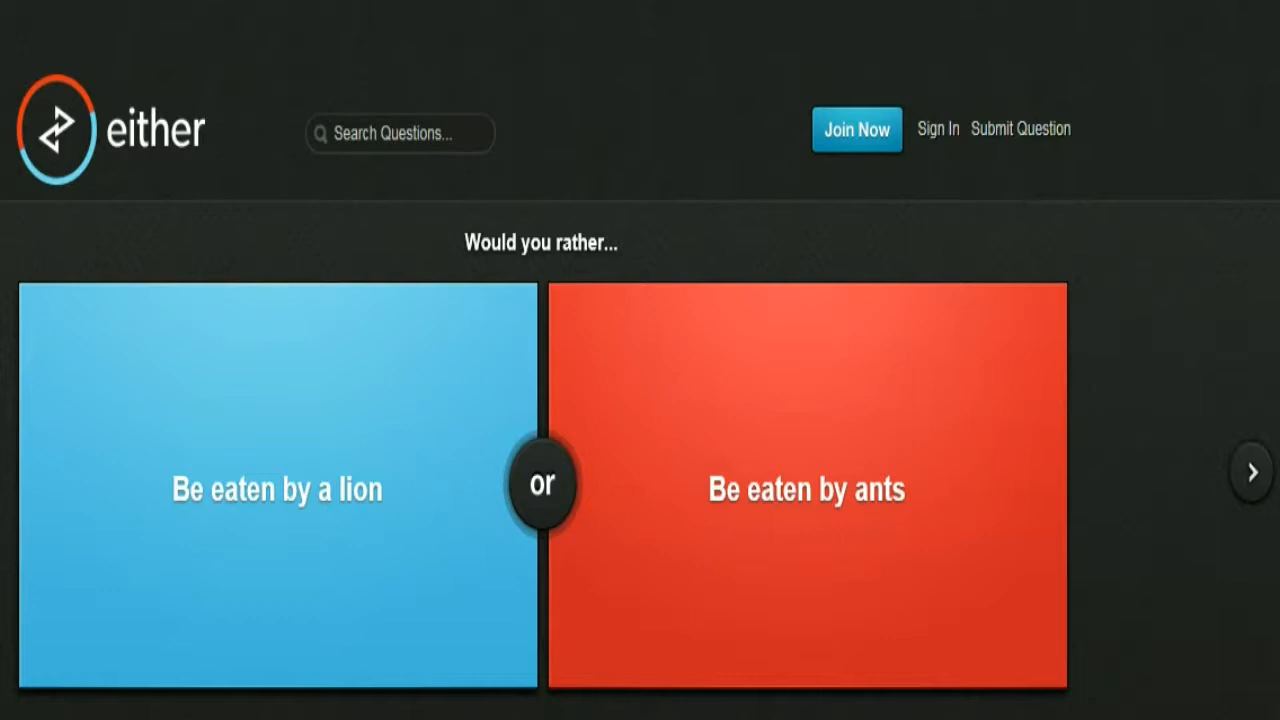 either
Search Questions...
Join Now
Sign In
Submit Question
Would you rather...
Be eaten by a lion
or
Be eaten by ants